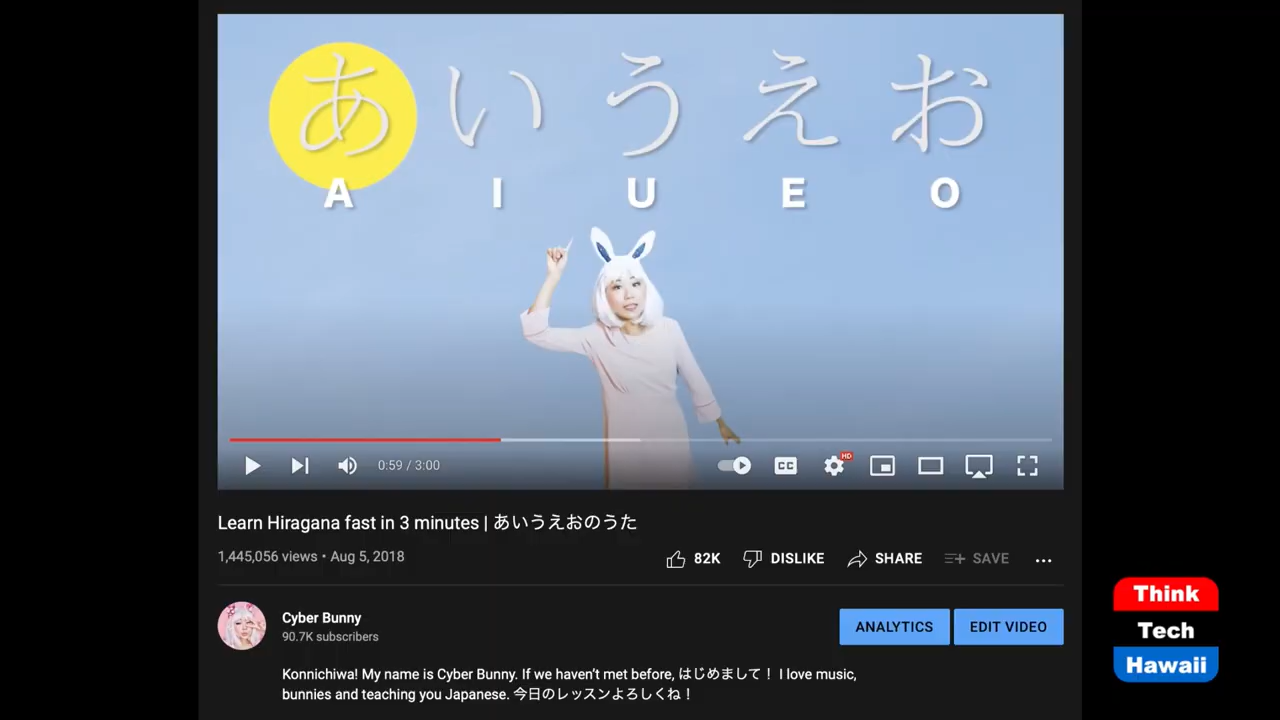 あ い う え お
A I U E O
0:59 / 3:00
CC
HD
Learn Hiragana fast in 3 minutes | あいうえおのうた
1,445,056 views • Aug 5, 2018
82K DISLIKE SHARE SAVE ...
Cyber Bunny
90.7K subscribers
ANALYTICS EDIT VIDEO
Konnichiwa! My name is Cyber Bunny. If we haven't met before, はじめまして！ I love music,
bunnies and teaching you Japanese. 今日のレッスンよろしくね！
Think
Tech
Hawaii